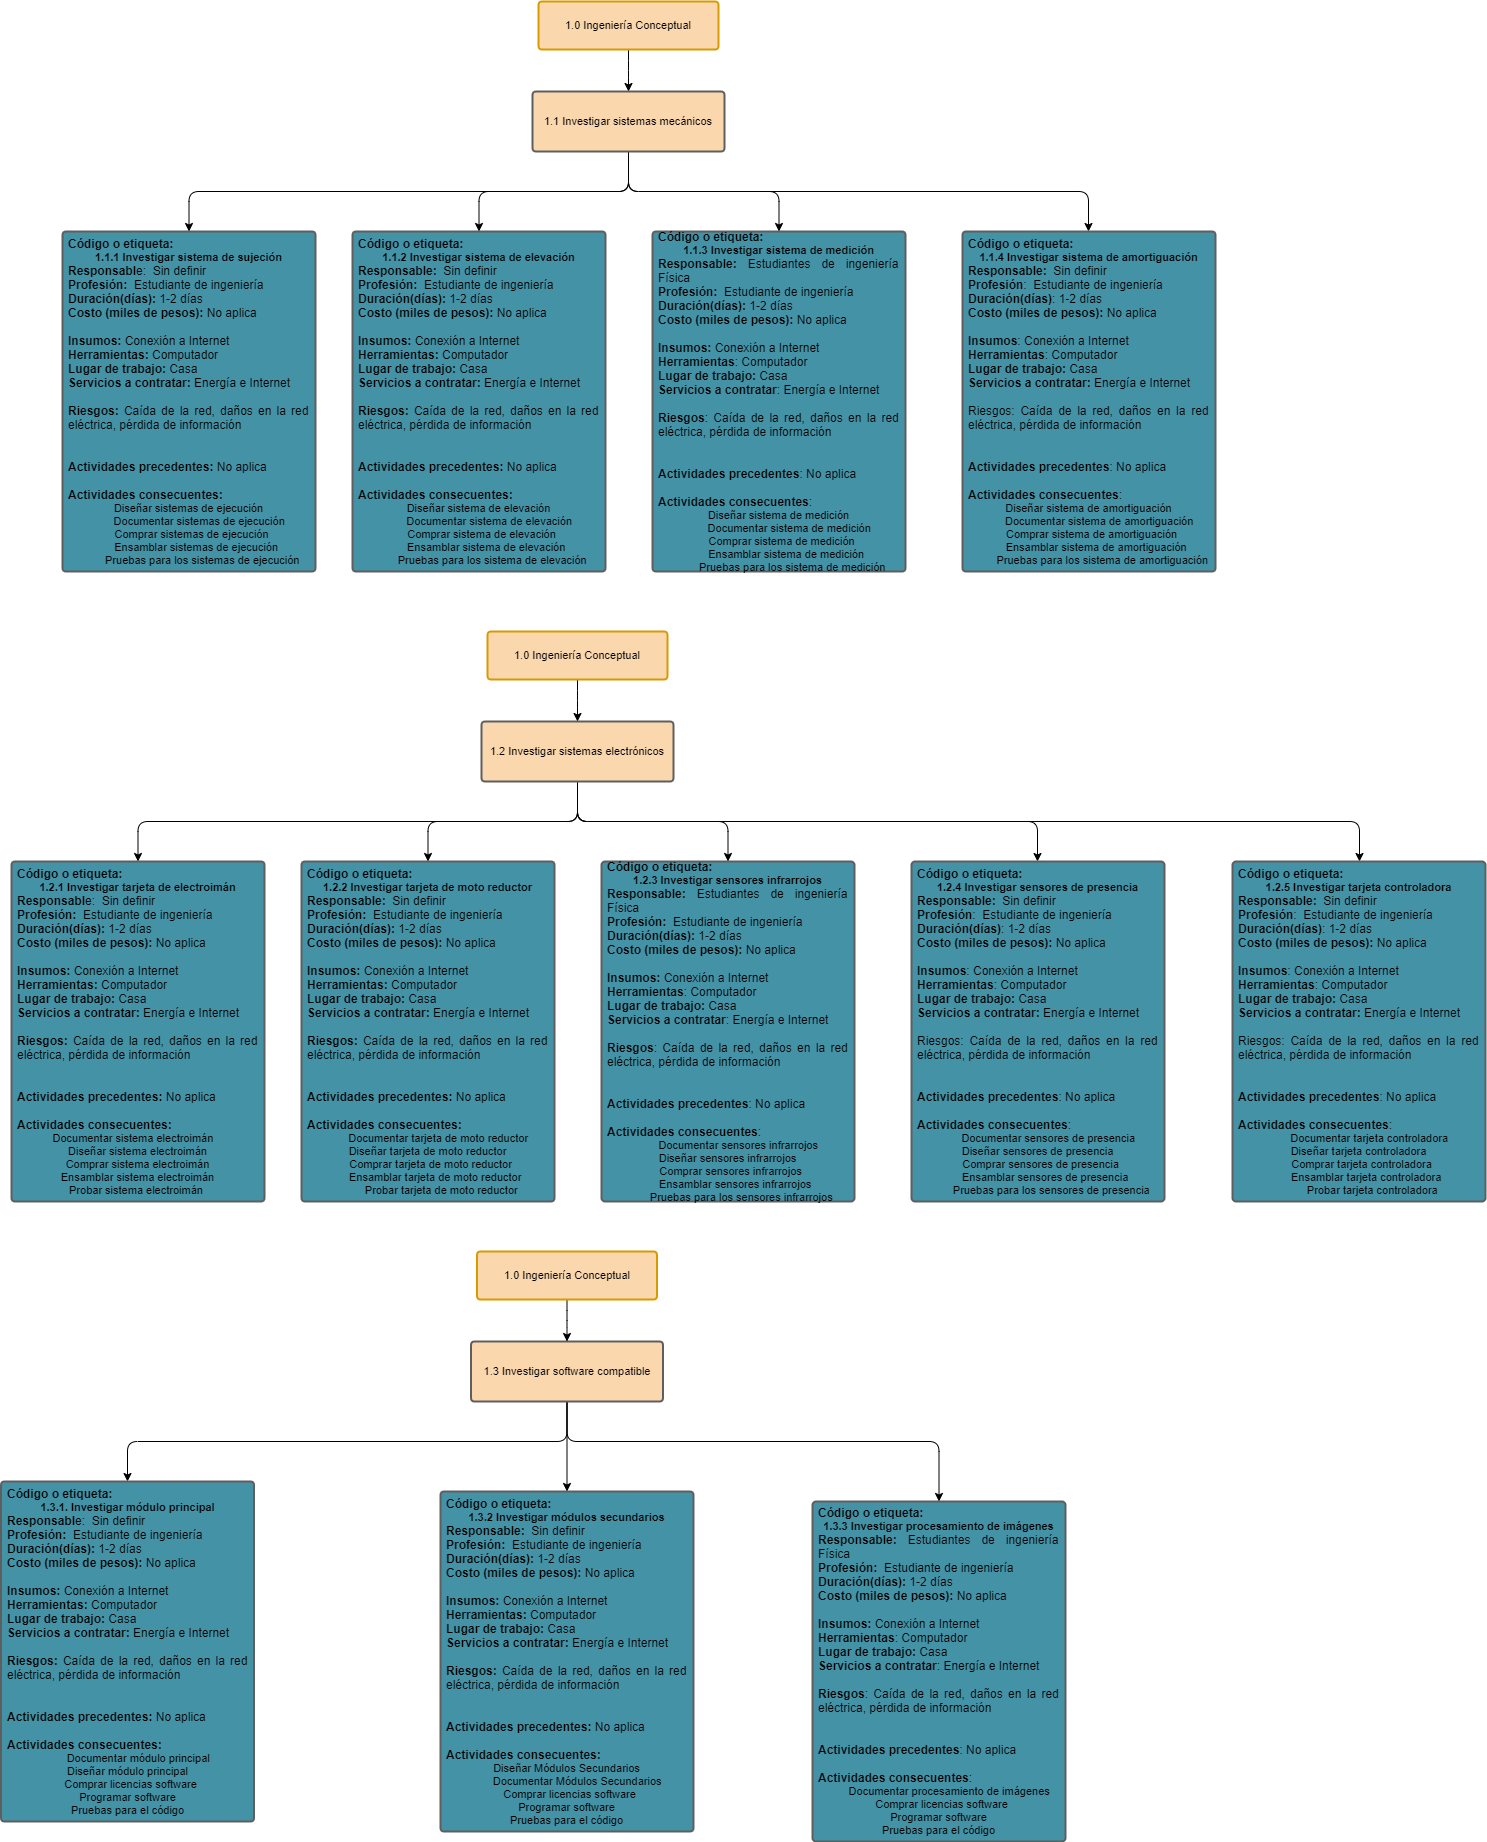 1.0 Ingeniería Conceptual
1.1 Investigar sistemas mecánicos
Código o etiqueta:
1.1.1 Investigar sistema de sujeción
Responsable: Sin definir
Profesión: Estudiante de ingeniería
Duración(días): 1-2 días
Costo (miles de pesos): No aplica
Insumos: Conexión a Internet
Herramientas: Computador
Lugar de trabajo: Casa
Servicios a contratar: Energía e Internet
Riesgos: Caída de la red, daños en la red
eléctrica, pérdida de información
Actividades precedentes: No aplica
Actividades consecuentes:
Diseñar sistemas de ejecución
Documentar sistemas de ejecución
Comprar sistemas de ejecución
Ensamblar sistemas de ejecución
Pruebas para los sistemas de ejecución
Código o etiqueta:
1.1.2 Investigar sistema de elevación
Responsable: Sin definir
Profesión: Estudiante de ingeniería
Duración(días): 1-2 días
Costo (miles de pesos): No aplica
Insumos: Conexión a Internet
Herramientas: Computador
Lugar de trabajo: Casa
Servicios a contratar: Energía e Internet
Riesgos: Caída de la red, daños en la red
eléctrica, pérdida de información
Actividades precedentes: No aplica
Actividades consecuentes:
Diseñar sistema de elevación
Documentar sistema de elevación
Comprar sistema de elevación
Ensamblar sistema de elevación
Pruebas para los sistema de elevación
Código o etiqueta:
1.1.3 Investigar sistema de medición
Responsable: Estudiantes de ingeniería
Física
Profesión: Estudiante de ingeniería
Duración(días): 1-2 días
Costo (miles de pesos): No aplica
Insumos: Conexión a Internet
Herramientas: Computador
Lugar de trabajo: Casa
Servicios a contratar: Energía e Internet
Riesgos: Caída de la red, daños en la red
eléctrica, pérdida de información
Actividades precedentes: No aplica
Actividades consecuentes:
Diseñar sistema de medición
Documentar sistema de medición
Comprar sistema de medición
Ensamblar sistema de medición
Pruebas para los sistema de medición
Código o etiqueta:
1.1.4 Investigar sistema de amortiguación
Responsable: Sin definir
Profesión: Estudiante de ingeniería
Duración(días): 1-2 días
Costo (miles de pesos): No aplica
Insumos: Conexión a Internet
Herramientas: Computador
Lugar de trabajo: Casa
Servicios a contratar: Energía e Internet
Riesgos: Caída de la red, daños en la red
eléctrica, pérdida de información
Actividades precedentes: No aplica
Actividades consecuentes:
Diseñar sistema de amortiguación
Documentar sistema de amortiguación
Comprar sistema de amortiguación
Ensamblar sistema de amortiguación
Pruebas para los sistema de amortiguación
1.0 Ingeniería Conceptual
1.2 Investigar sistemas electrónicos
Código o etiqueta:
1.2.1 Investigar tarjeta de electroimán
Responsable: Sin definir
Profesión: Estudiante de ingeniería
Duración(días): 1-2 días
Costo (miles de pesos): No aplica
Insumos: Conexión a Internet
Herramientas: Computador
Lugar de trabajo: Casa
Servicios a contratar: Energía e Internet
Riesgos: Caída de la red, daños en la red
eléctrica, pérdida de información
Actividades precedentes: No aplica
Actividades consecuentes:
Documentar sistema electroimán
Diseñar sistema electroimán
Comprar sistema electroimán
Ensamblar sistema electroimán
Probar sistema electroimán
Código o etiqueta:
1.2.2 Investigar tarjeta de moto reductor
Responsable: Sin definir
Profesión: Estudiante de ingeniería
Duración(días): 1-2 días
Costo (miles de pesos): No aplica
Insumos: Conexión a Internet
Herramientas: Computador
Lugar de trabajo: Casa
Servicios a contratar: Energía e Internet
Riesgos: Caída de la red, daños en la red
eléctrica, pérdida de información
Actividades precedentes: No aplica
Actividades consecuentes:
Documentar tarjeta de moto reductor
Diseñar tarjeta de moto reductor
Comprar tarjeta de moto reductor
Ensamblar tarjeta de moto reductor
Probar tarjeta de moto reductor
Código o etiqueta:
1.2.3 Investigar sensores infrarrojos
Responsable: Estudiantes de ingeniería
Física
Profesión: Estudiante de ingeniería
Duración(días): 1-2 días
Costo (miles de pesos): No aplica
Insumos: Conexión a Internet
Herramientas: Computador
Lugar de trabajo: Casa
Servicios a contratar: Energía e Internet
Riesgos: Caída de la red, daños en la red
eléctrica, pérdida de información
Actividades precedentes: No aplica
Actividades consecuentes:
Documentar sensores infrarrojos
Diseñar sensores infrarrojos
Comprar sensores infrarrojos
Ensamblar sensores infrarrojos
Pruebas para los sensores infrarrojos
Código o etiqueta:
1.2.4 Investigar sensores de presencia
Responsable: Sin definir
Profesión: Estudiante de ingeniería
Duración(días): 1-2 días
Costo (miles de pesos): No aplica
Insumos: Conexión a Internet
Herramientas: Computador
Lugar de trabajo: Casa
Servicios a contratar: Energía e Internet
Riesgos: Caída de la red, daños en la red
eléctrica, pérdida de información
Actividades precedentes: No aplica
Actividades consecuentes:
Documentar sensores de presencia
Diseñar sensores de presencia
Comprar sensores de presencia
Ensamblar sensores de presencia
Pruebas para los sensores de presencia
Código o etiqueta:
1.2.5 Investigar tarjeta controladora
Responsable: Sin definir
Profesión: Estudiante de ingeniería
Duración(días): 1-2 días
Costo (miles de pesos): No aplica
Insumos: Conexión a Internet
Herramientas: Computador
Lugar de trabajo: Casa
Servicios a contratar: Energía e Internet
Riesgos: Caída de la red, daños en la red
eléctrica, pérdida de información
Actividades precedentes: No aplica
Actividades consecuentes:
Documentar tarjeta controladora
Diseñar tarjeta controladora
Comprar tarjeta controladora
Ensamblar tarjeta controladora
Probar tarjeta controladora
1.0 Ingeniería Conceptual
1.3 Investigar software compatible
Código o etiqueta:
1.3.1. Investigar módulo principal
Responsable: Sin definir
Profesión: Estudiante de ingeniería
Duración(días): 1-2 días
Costo (miles de pesos): No aplica
Insumos: Conexión a Internet
Herramientas: Computador
Lugar de trabajo: Casa
Servicios a contratar: Energía e Internet
Riesgos: Caída de la red, daños en la red
eléctrica, pérdida de información
Actividades precedentes: No aplica
Actividades consecuentes:
Documentar módulo principal
Diseñar módulo principal
Comprar licencias software
Programar software
Pruebas para el código
Código o etiqueta:
1.3.2 Investigar módulos secundarios
Responsable: Sin definir
Profesión: Estudiante de ingeniería
Duración(días): 1-2 días
Costo (miles de pesos): No aplica
Insumos: Conexión a Internet
Herramientas: Computador
Lugar de trabajo: Casa
Servicios a contratar: Energía e Internet
Riesgos: Caída de la red, daños en la red
eléctrica, pérdida de información
Actividades precedentes: No aplica
Actividades consecuentes:
Diseñar Módulos Secundarios
Documentar Módulos Secundarios
Comprar licencias software
Programar software
Pruebas para el código
Código o etiqueta:
1.3.3 Investigar procesamiento de imágenes
Responsable: Estudiantes de ingeniería
Física
Profesión: Estudiante de ingeniería
Duración(días): 1-2 días
Costo (miles de pesos): No aplica
Insumos: Conexión a Internet
Herramientas: Computador
Lugar de trabajo: Casa
Servicios a contratar: Energía e Internet
Riesgos: Caída de la red, daños en la red
eléctrica, pérdida de información
Actividades precedentes: No aplica
Actividades consecuentes:
Documentar procesamiento de imágenes
Comprar licencias software
Programar software
Pruebas para el código